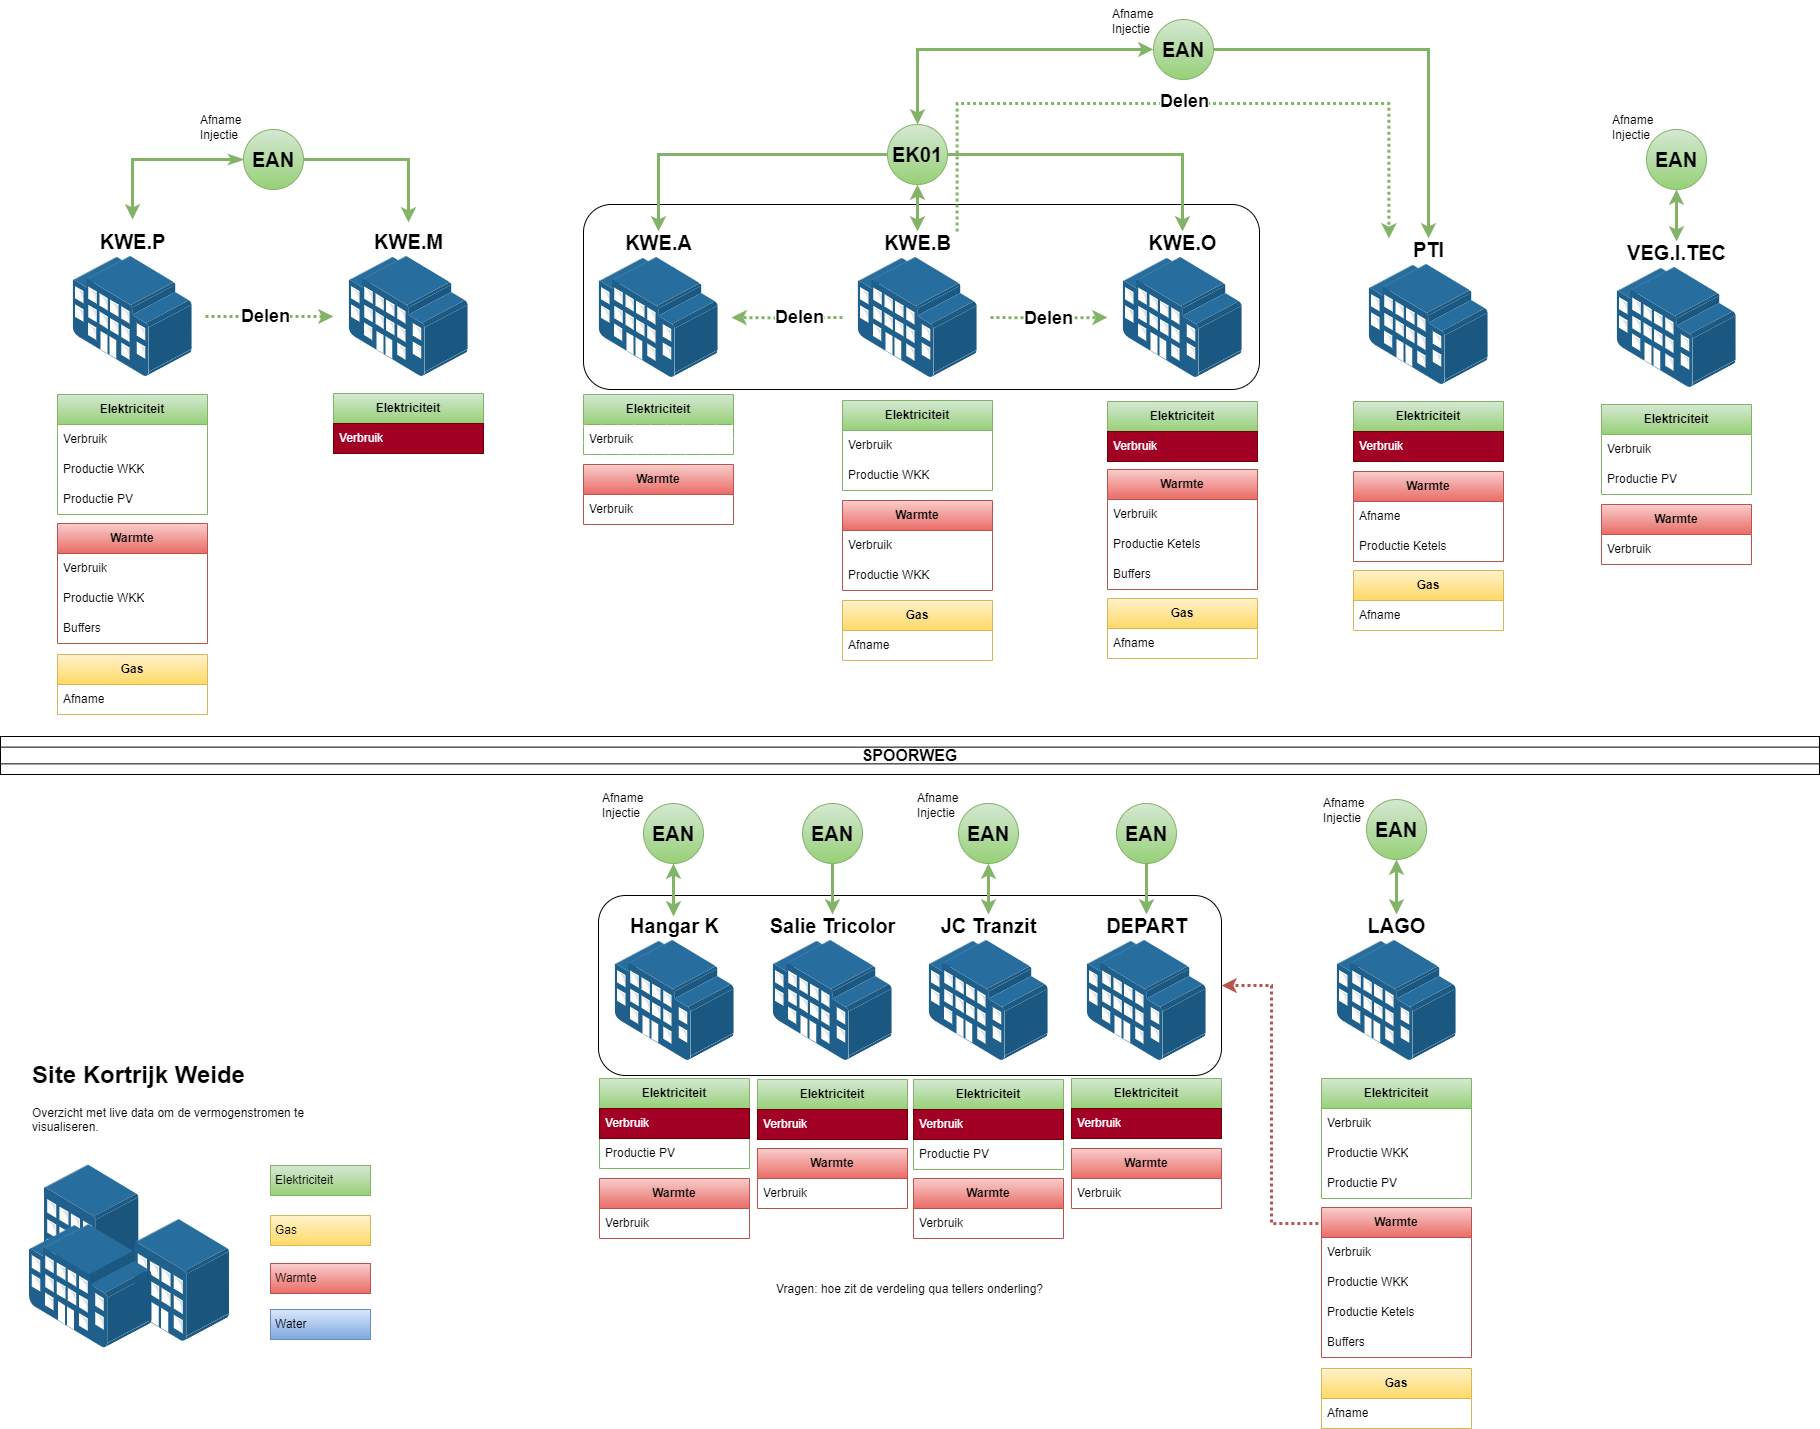 Afname
Injectie
EAN
Delen
Afname
Injectie
EAN
EK01
Afname
Injectie
EAN
KWE.P
KWE.M
KWE.A
KWE.B
KWE.O
PTI
VEG.I.TEC
Delen
Delen
Delen
Elektriciteit
Verbruik
Productie WKK
Productie PV
Warmte
Verbruik
Productie WKK
Buffers
Gas
Afname
Elektriciteit
Verbruik
Elektriciteit
Verbruik
Warmte
Verbruik
Elektriciteit
Verbruik
Productie WKK
Warmte
Verbruik
Productie WKK
Gas
Afname
Elektriciteit
Verbruik
Warmte
Verbruik
Productie Ketels
Buffers
Gas
Afname
Elektriciteit
Verbruik
Warmte
Afname
Productie Ketels
Gas
Afname
Elektriciteit
Verbruik
Productie PV
Warmte
Verbruik
SPOORWEG
Afname
Injectie
EAN
EAN
Afname
Injectie
EAN
EAN
Afname
Injectie
EAN
Hangar K
Salie Tricolor
JC Tranzit
DEPART
LAGO
Elektriciteit
Verbruik
Productie PV
Warmte
Verbruik
Elektriciteit
Verbruik
Warmte
Verbruik
Elektriciteit
Verbruik
Productie PV
Warmte
Verbruik
Elektriciteit
Verbruik
Warmte
Verbruik
Elektriciteit
Verbruik
Productie WKK
Productie PV
Warmte
Verbruik
Productie WKK
Productie Ketels
Buffers
Gas
Afname
Vragen: hoe zit de verdeling qua tellers onderling?
Site Kortrijk Weide
Overzicht met live data om de vermogenstromen te
visualiseren.
Elektriciteit
Gas
Warmte
Water